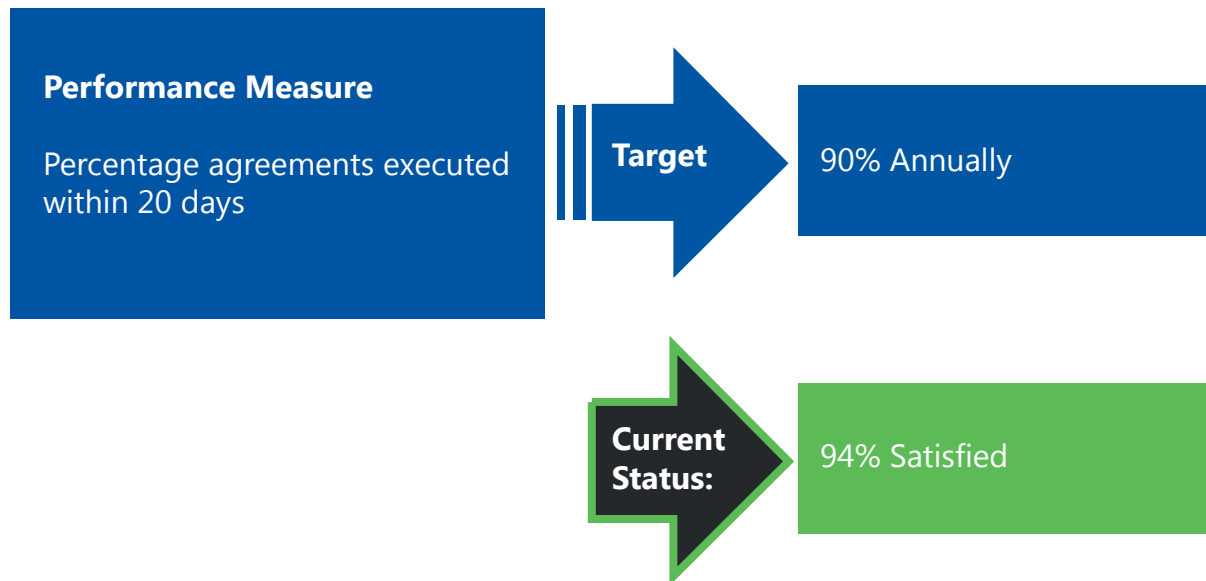 Performance Measure
Percentage agreements executed
within 20 days
Target
90% Annually
Current
Status:
94% Satisfied